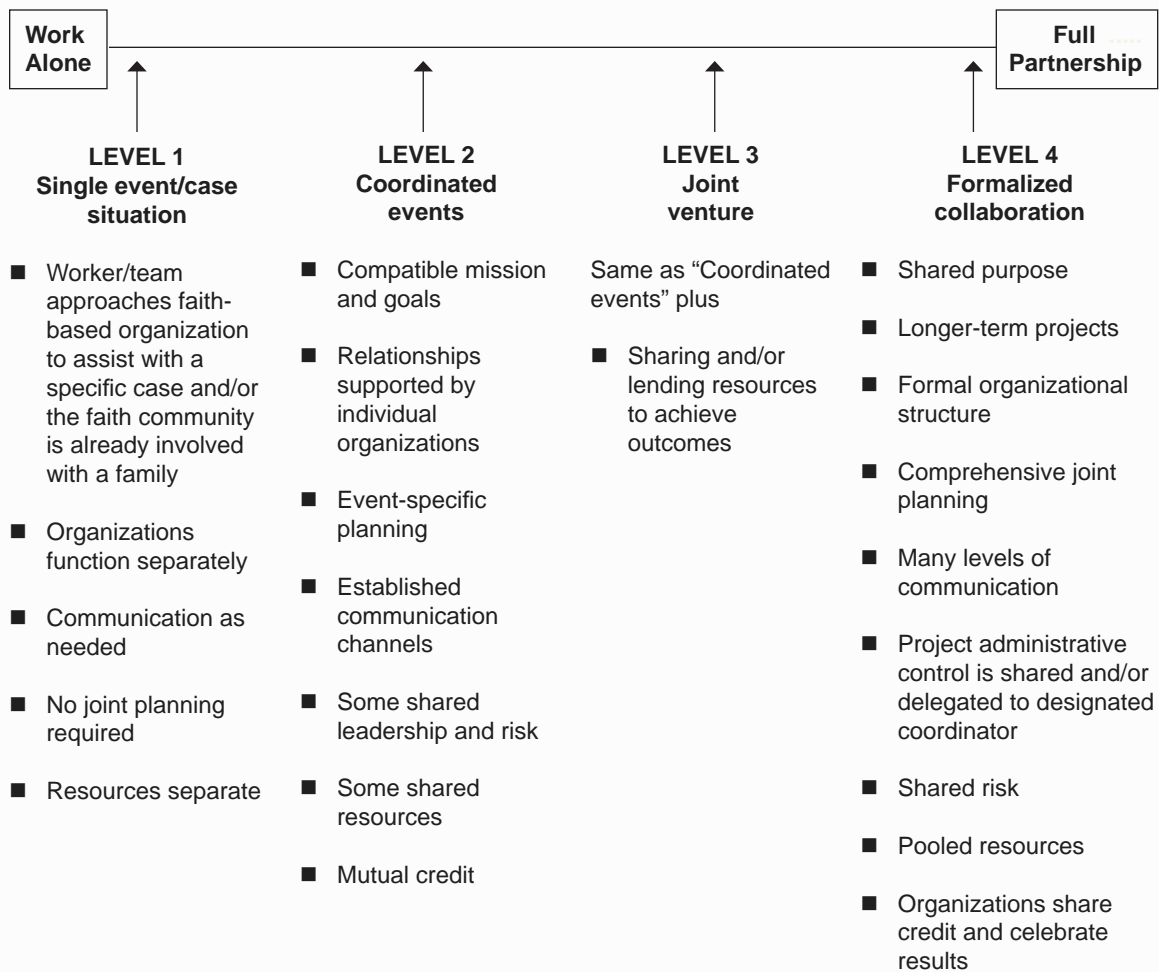 Work
Alone
Full
Partnership
LEVEL 1
Single event/case
situation
■ Worker/team
approaches faith-
based organization
to assist with a
specific case and/or
the faith community
is already involved
with a family
■ Organizations
function separately
■ Communication as
needed
■ No joint planning
required
■ Resources separate
LEVEL 2
Coordinated
events
■ Compatible mission
and goals
■ Relationships
supported by
individual
organizations
■ Event-specific
planning
■ Established
communication
channels
■ Some shared
leadership and risk
■ Some shared
resources
■ Mutual credit
LEVEL 3
Joint
venture
Same as “Coordinated
events” plus
■ Sharing and/or
lending resources
to achieve
outcomes
LEVEL 4
Formalized
collaboration
■ Shared purpose
■ Longer-term projects
■ Formal organizational
structure
■ Comprehensive joint
planning
■ Many levels of
communication
■ Project administrative
control is shared and/or
delegated to designated
coordinator
■ Shared risk
■ Pooled resources
■ Organizations share
credit and celebrate
results